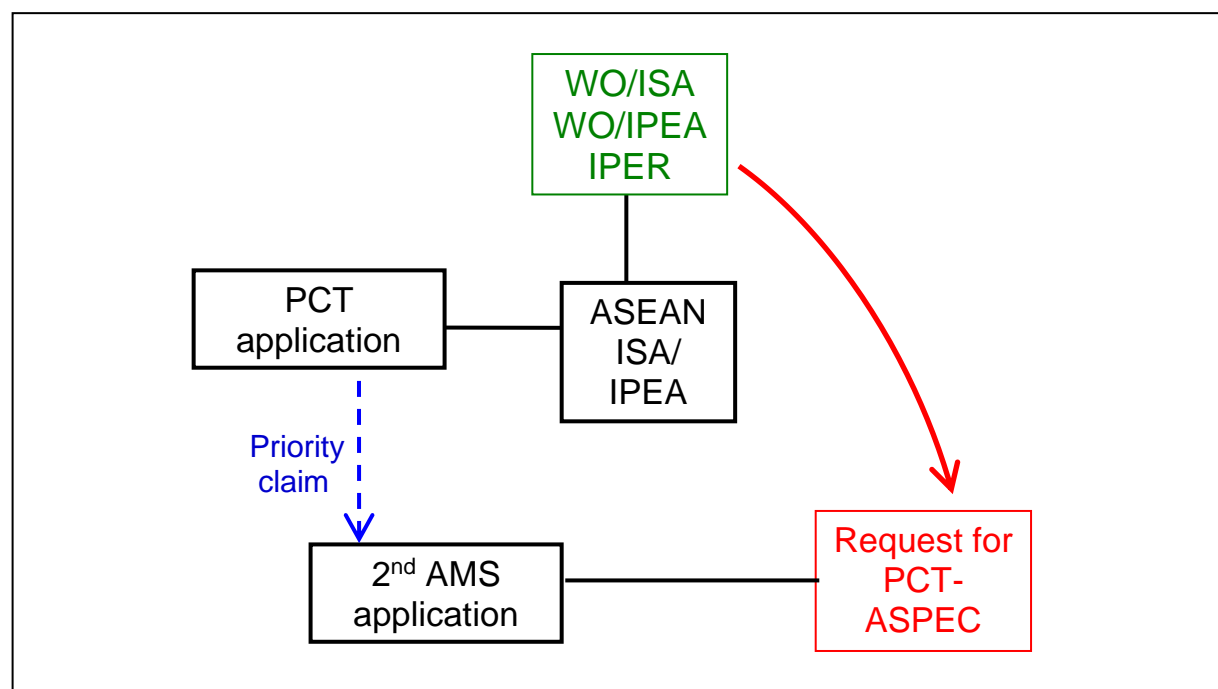 WO/ISA
WO/IPEA
IPER
PCT
application
ASEAN
ISA/
IPEA
Priority
claim
2nd AMS
application
Request for
PCT-
ASPEC